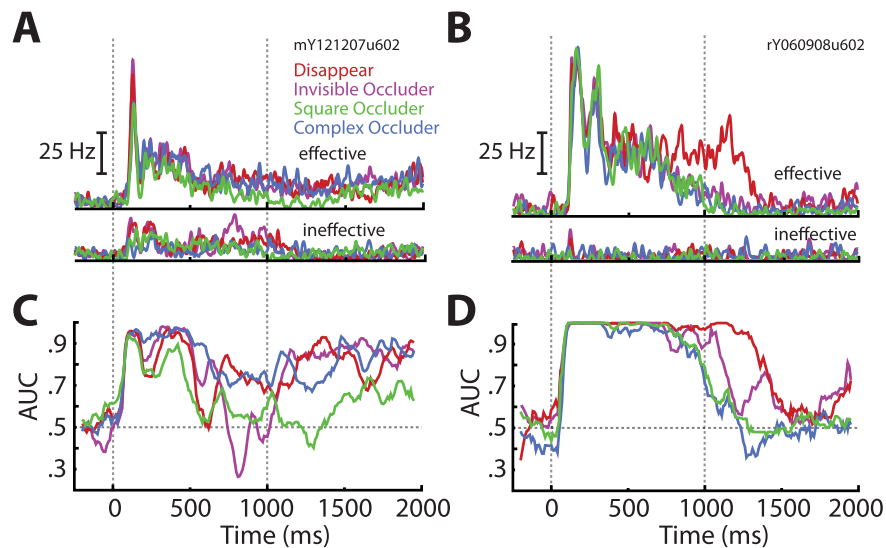 A
mY121207u602
Disappear
Invisible Occluder
Square Occluder
Complex Occluder
25 Hz
effective
ineffective
B
rY060908u602
25 Hz
effective
ineffective
C
.9
.7
.5
.3
AUC
0 500 1000 1500 2000
Time (ms)
D
.9
.7
.5
.3
AUC
0 500 1000 1500 2000
Time (ms)